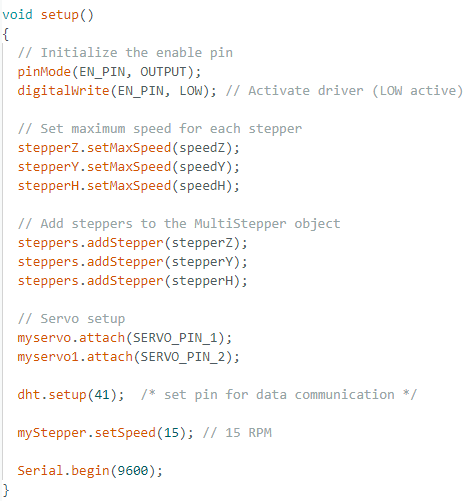 void setup()
{
  // Initialize the enable pin
  pinMode(EN_PIN, OUTPUT);
  digitalWrite(EN_PIN, LOW); // Activate driver (LOW active)

  // Set maximum speed for each stepper
  stepperZ.setMaxSpeed(speedZ);
  stepperY.setMaxSpeed(speedY);
  stepperH.setMaxSpeed(speedH);

  // Add steppers to the MultiStepper object
  steppers.addStepper(stepperZ);
  steppers.addStepper(stepperY);
  steppers.addStepper(stepperH);

  // Servo setup
  myservo.attach(SERVO_PIN_1);
  myservo1.attach(SERVO_PIN_2);

  dht.setup(41);  /* set pin for data communication */

  myStepper.setSpeed(15); // 15 RPM

  Serial.begin(9600);
}